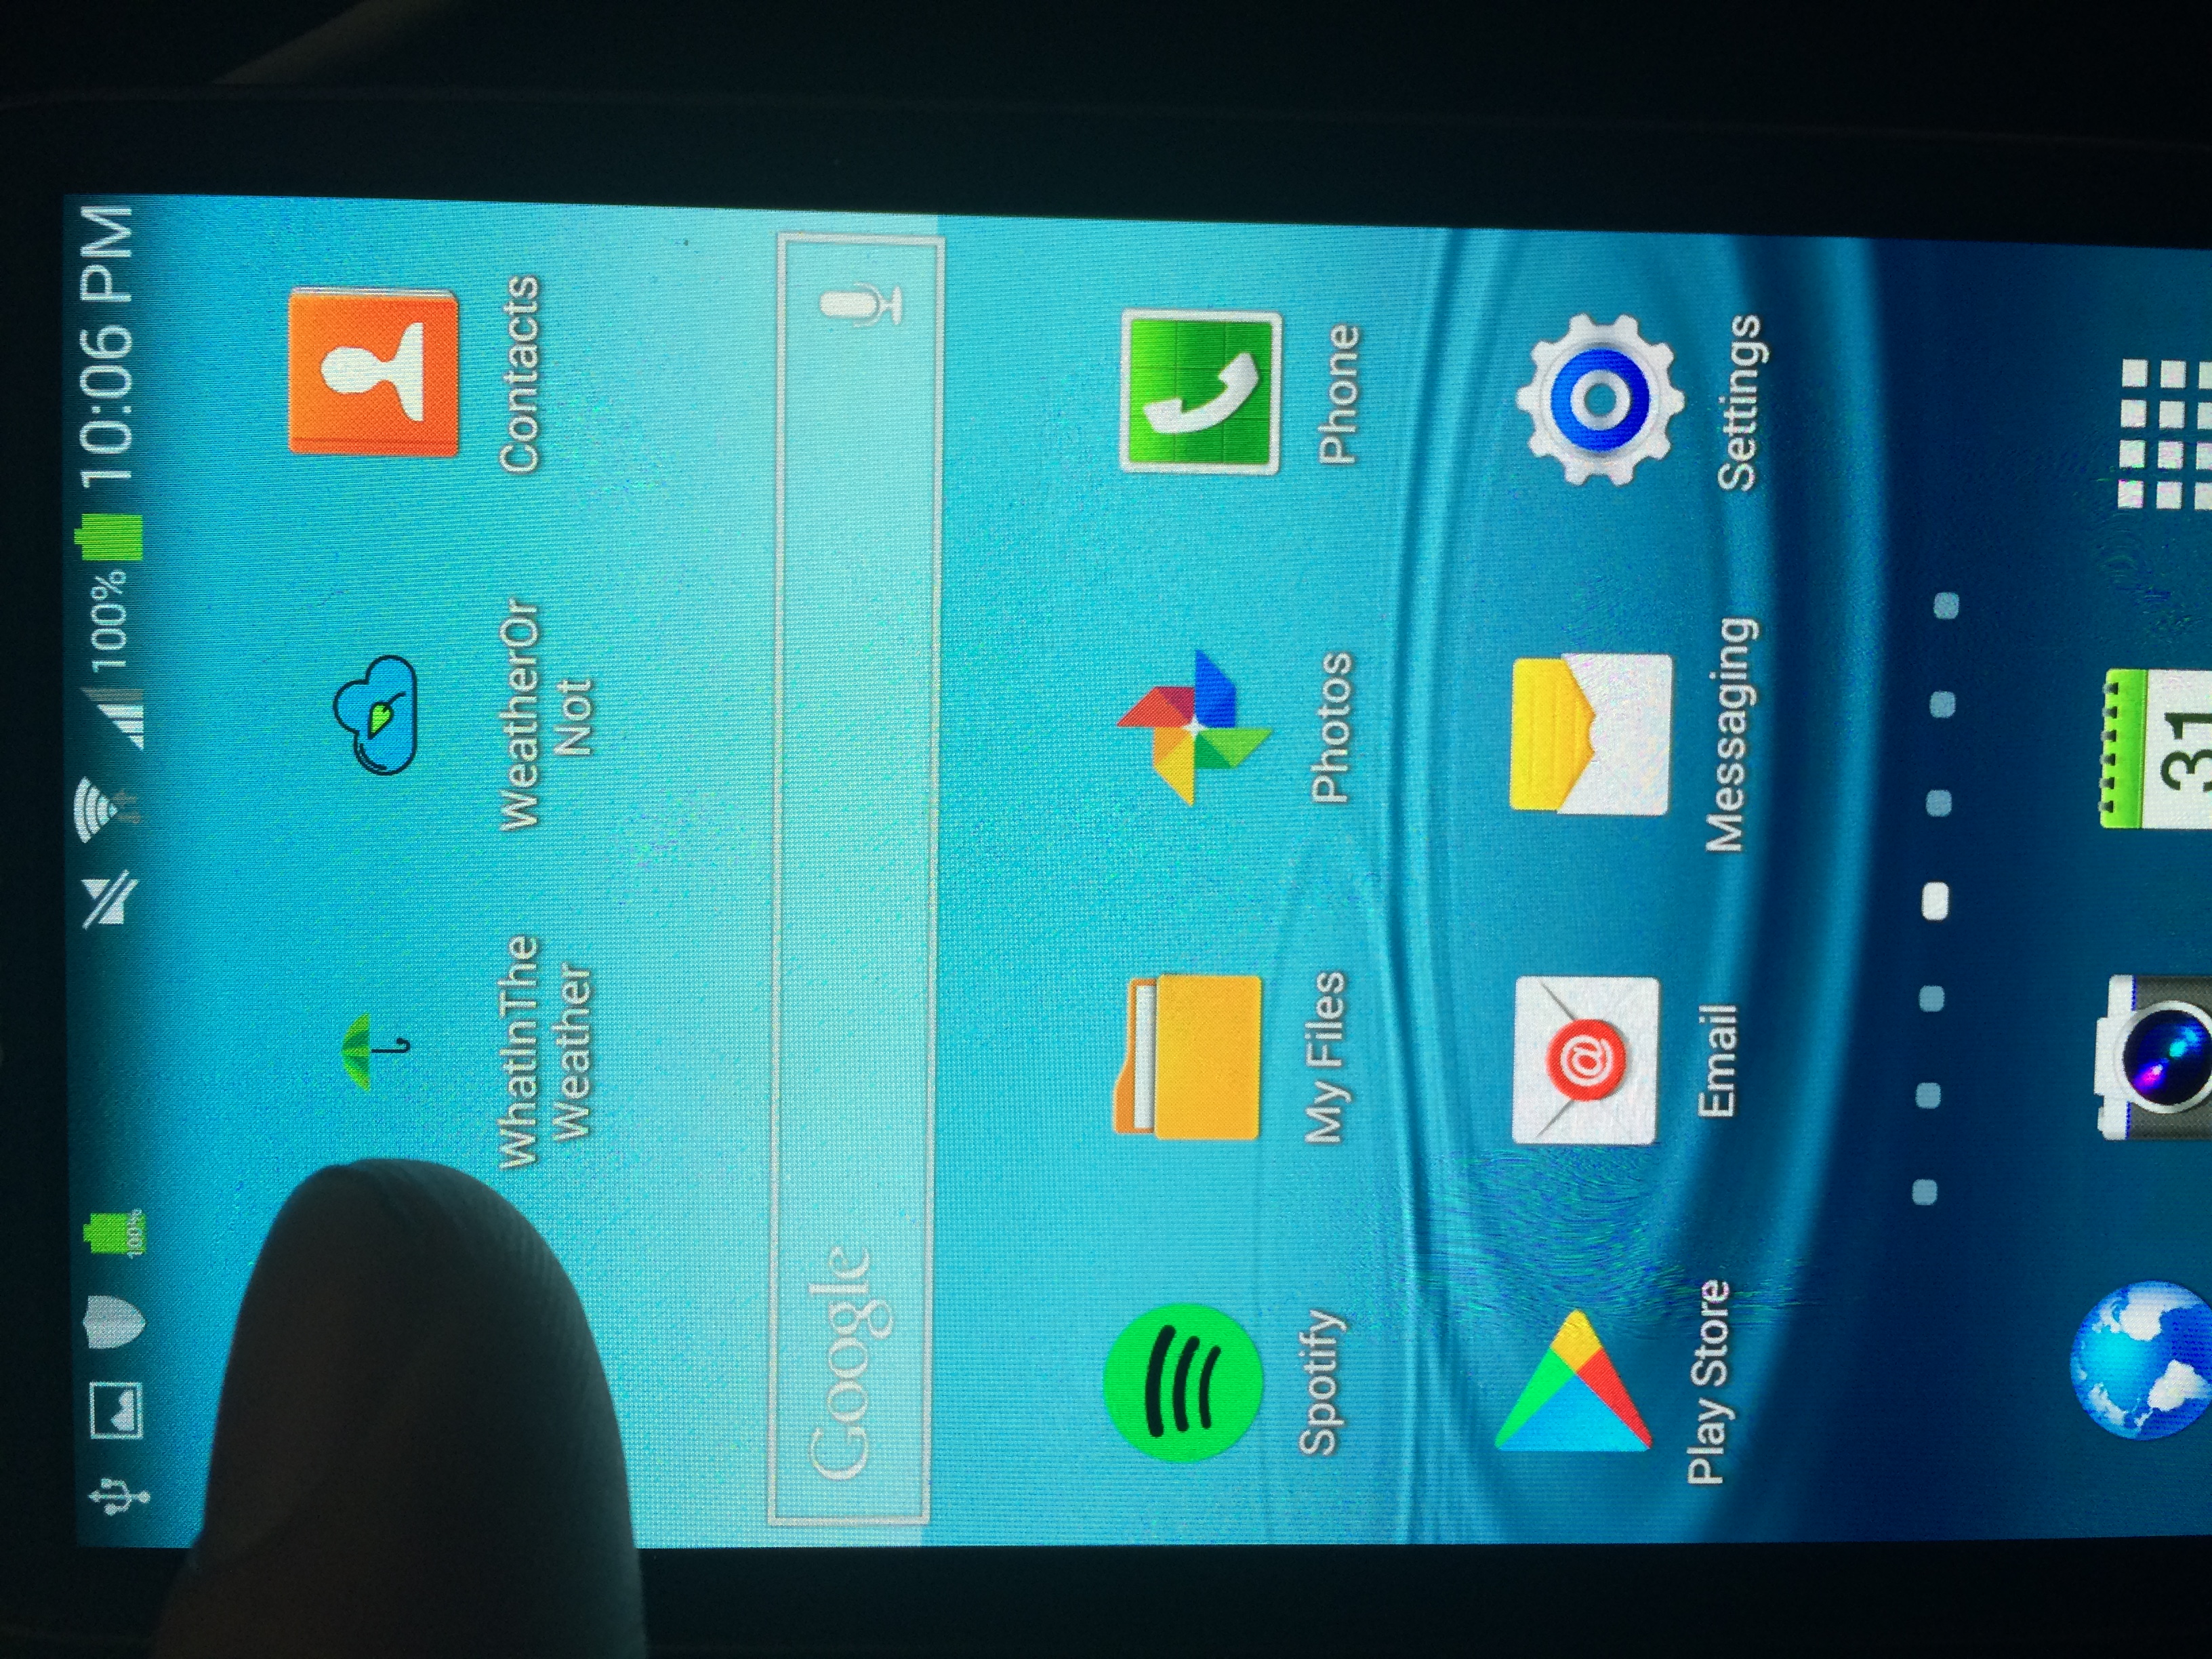 100% 100% 10:06 PM
WhatInThe WeatherOr Contacts
Weather Not
Google
Spotify My Files Photos Phone
@
Play Store Email Messaging Settings
31